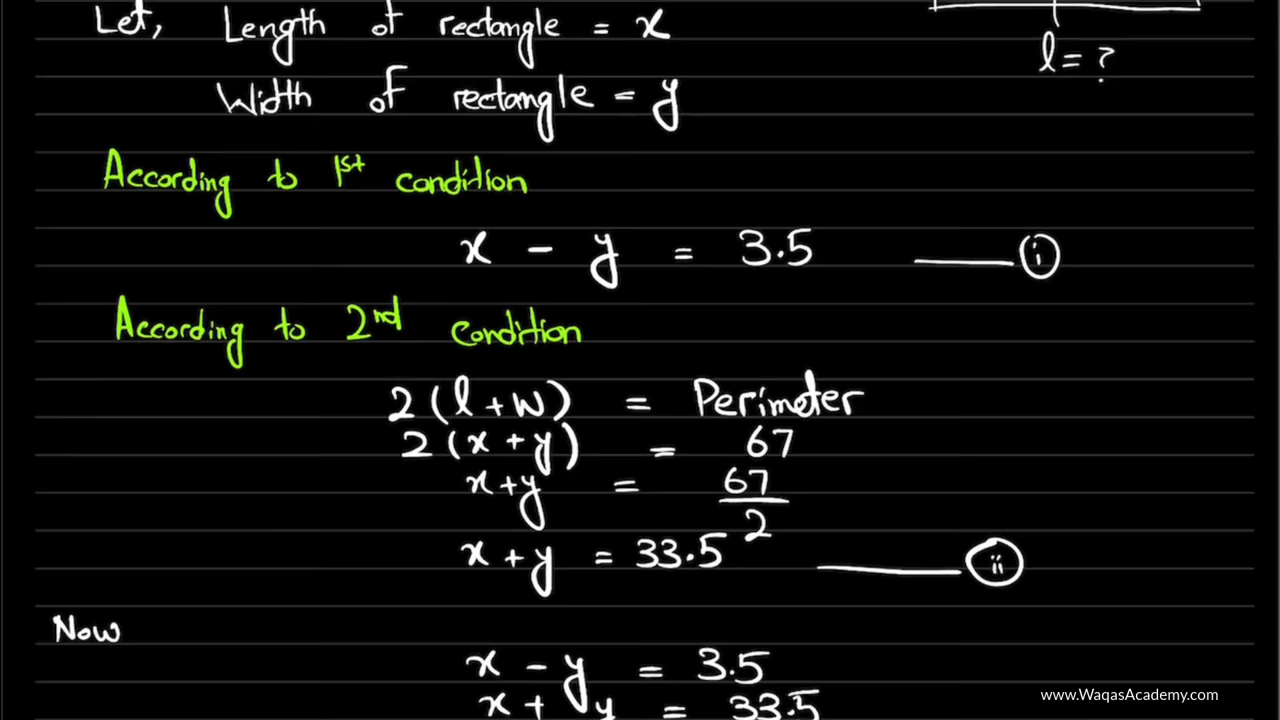 Let, Length of rectangle = x
l = ?
Width of rectangle = y
According to 1st condition
x - y = 3.5 ——— (i)
According to 2nd condition
2(l+w) = Perimeter
2(x+y) = 67
x+y = 67/2
x+y = 33.5 ——— (ii)
Now
x - y = 3.5
x + y = 33.5
www.WaqasAcademy.com